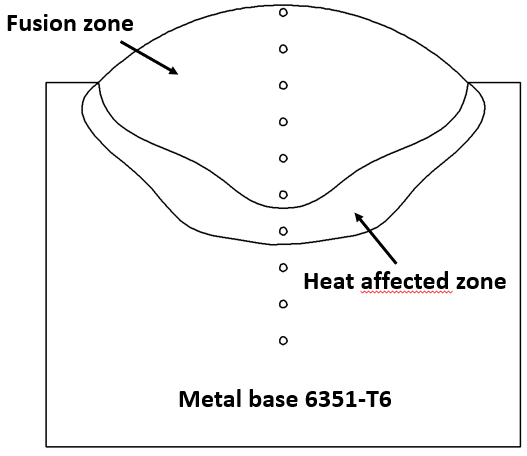 Fusion zone
Heat affected zone
Metal base 6351-T6